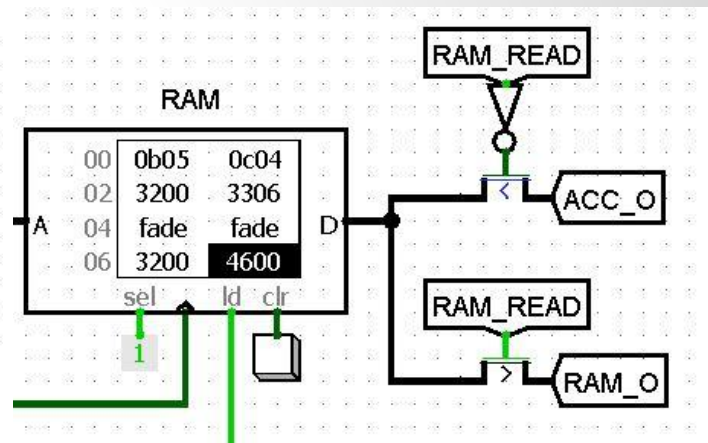 RAM_READ
RAM
00 0b05 0c04
02 3200 3306
04 fade fade
06 3200 4600
A
D
sel ld clr
1
<
ACC_O
RAM_READ
>
RAM_O